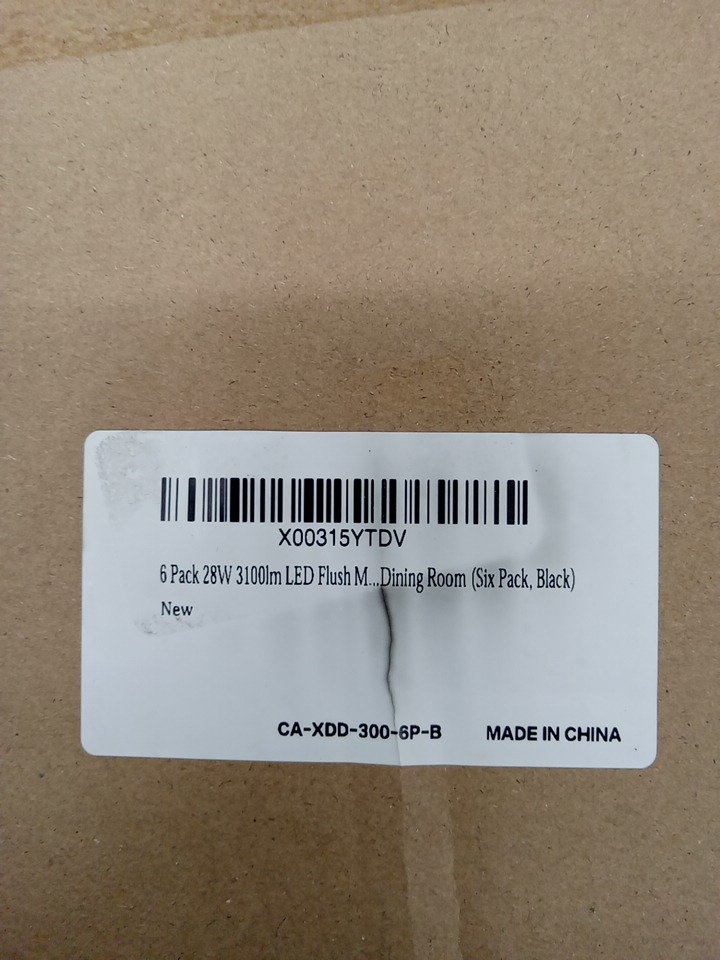 X00315YTDV
6 Pack 28W 3100lm LED Flush M...Dining Room (Six Pack, Black)
New
CA-XDD-300-6P-B MADE IN CHINA